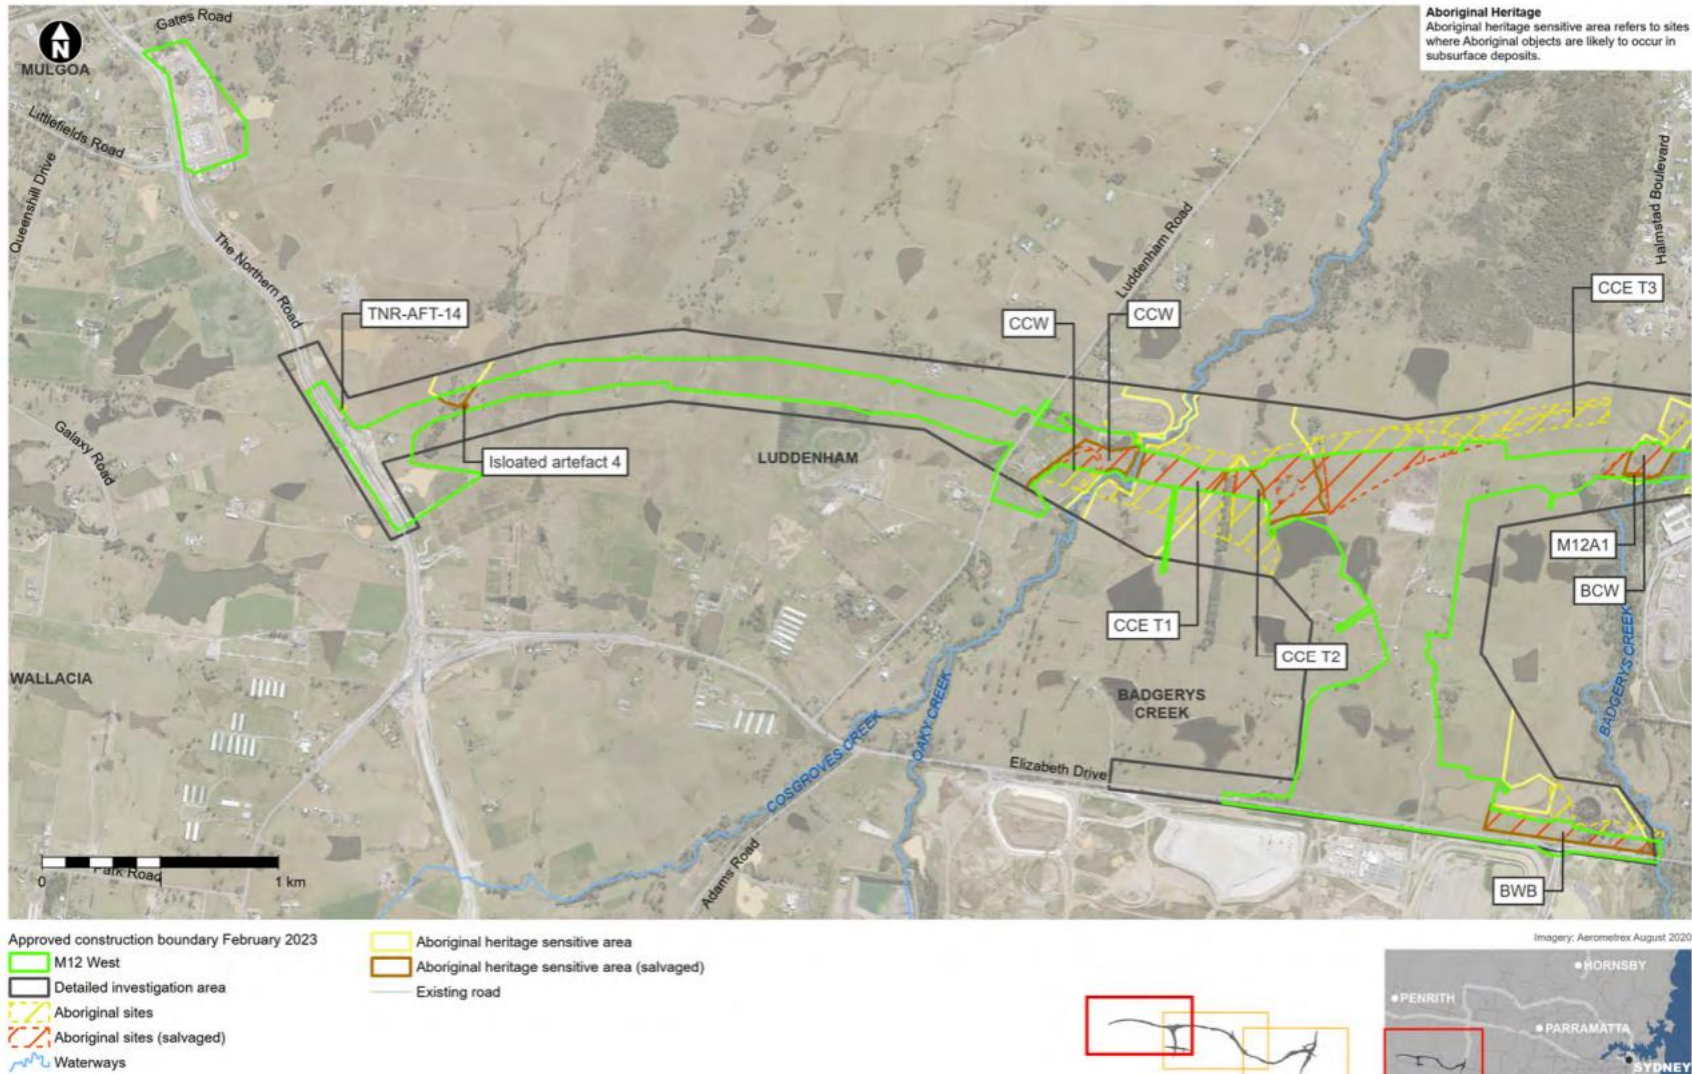 Aboriginal Heritage
Aboriginal heritage sensitive area refers to sites
where Aboriginal objects are likely to occur in
subsurface deposits.
Gates Road
N
MULGOA
Littlefields Road
Queenshill Drive
The Northern Road
Luddenham Road
Halmstad Boulevard
CCE T3
TNR-AFT-14
CCW
CCW
Galaxy Road
Isloated artefact 4
LUDDENHAM
M12A1
BCW
CCE T1
CCE T2
WALLACIA
BADGERYS
CREEK
BADGERYS CREEK
COSGROVES CREEK
OAKY CREEK
Elizabeth Drive
Adams Road
Park Road
0
1
1 km
BWB
Approved construction boundary February 2023
M12 West
Detailed investigation area
Aboriginal sites
Aboriginal sites (salvaged)
Waterways
Aboriginal heritage sensitive area
Aboriginal heritage sensitive area (salvaged)
Existing road
Imagery: Aerometrex August 2020
HORNSBY
PENRITH
PARRAMATTA
SYDNEY